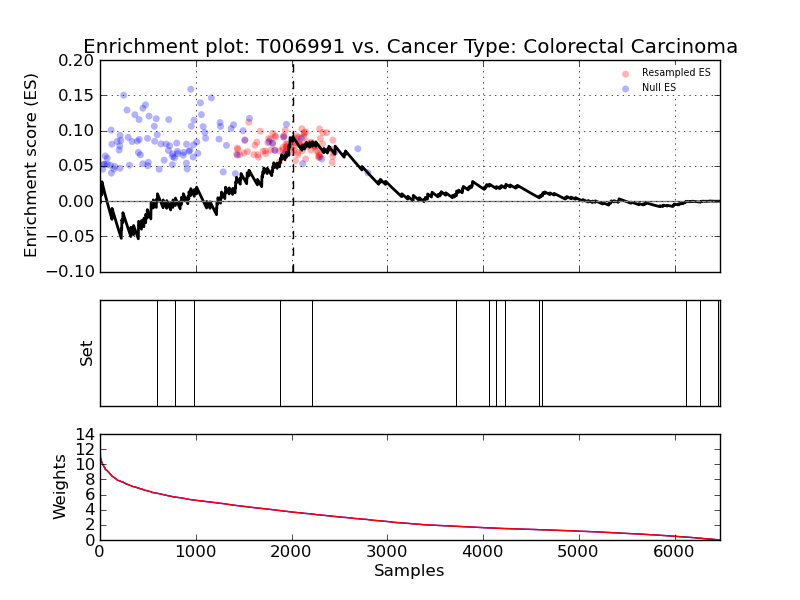 Enrichment plot: T006991 vs. Cancer Type: Colorectal Carcinoma
Enrichment score (ES)
0.20
0.15
0.10
0.05
0.00
−0.05
−0.10
Resampled ES
Null ES
Set
Weights
14
12
10
8
6
4
2
0
0 1000 2000 3000 4000 5000 6000
Samples